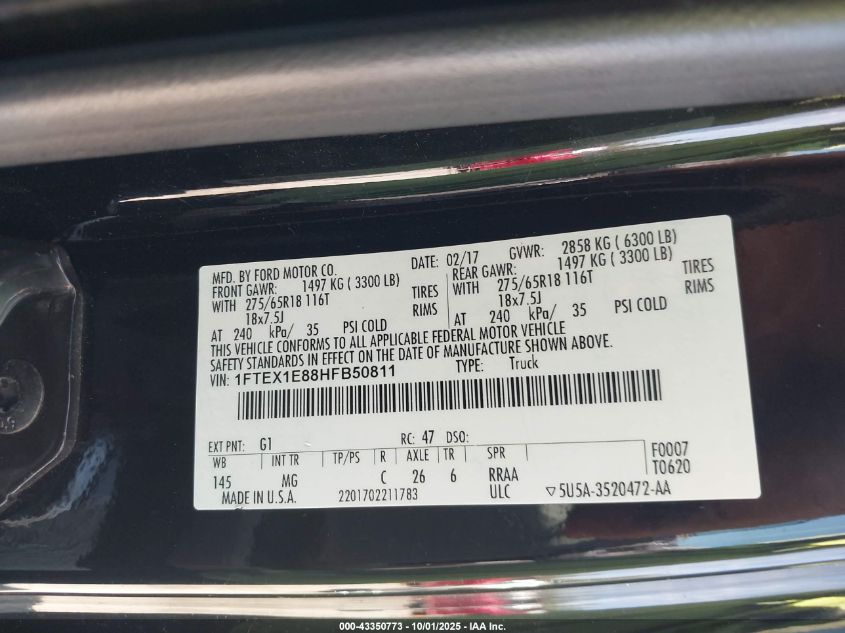 MFD. BY FORD MOTOR CO. DATE: 02/17 GVWR: 2858 KG ( 6300 LB)
FRONT GAWR: 1497 KG ( 3300 LB) REAR GAWR: 1497 KG ( 3300 LB)
WITH 275/65R18 116T TIRES WITH 275/65R18 116T TIRES
18x7.5J RIMS 18x7.5J RIMS
AT 240 kPa/ 35 PSI COLD AT 240 kPa/ 35 PSI COLD
THIS VEHICLE CONFORMS TO ALL APPLICABLE FEDERAL MOTOR VEHICLE
SAFETY STANDARDS IN EFFECT ON THE DATE OF MANUFACTURE SHOWN ABOVE.
VIN: 1FTEX1E88HFB50811 TYPE: Truck
EXT PNT: G1 RC: 47 DSO: F0007
WB INT TR TP/PS R AXLE TR SPR T0620
145 MG C 26 6 RRAA
MADE IN U.S.A. 2201702211783 ULC 5U5A-3520472-AA
000-43350773 - 10/01/2025 - IAA Inc.